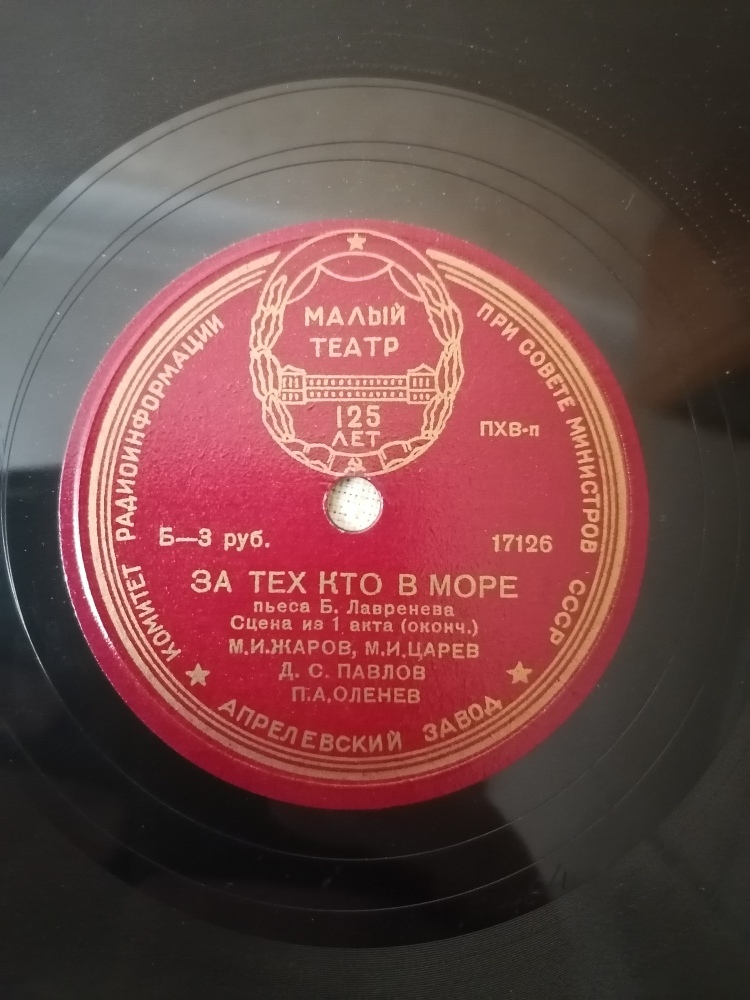 МАЛЫЙ
ТЕАТР
125
ЛЕТ
КОМИТЕТ РАДИОИНФОРМАЦИИ ПРИ СОВЕТЕ МИНИСТРОВ СССР
ПХВ-п
Б—3 руб.
17126
ЗА ТЕХ КТО В МОРЕ
пьеса Б. Лавренева
Сцена из 1 акта (оконч.)
М.И.ЖАРОВ, М.И.ЦАРЕВ
Д. С. ПАВЛОВ
П.А,ОЛЕНЕВ
АПРЕЛЕВСКИЙ ЗАВОД